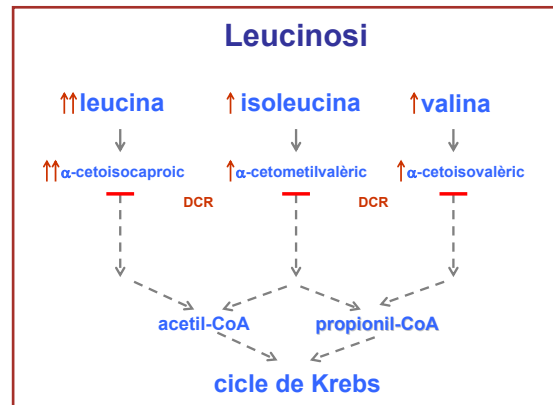 Leucinosi
↑↑leucina ↑ isoleucina ↑valina
↑↑α-cetoisocaproic ↑α-cetometilvalèric ↑α-cetoisovalèric
DCR DCR
acetil-CoA propionil-CoA
cicle de Krebs